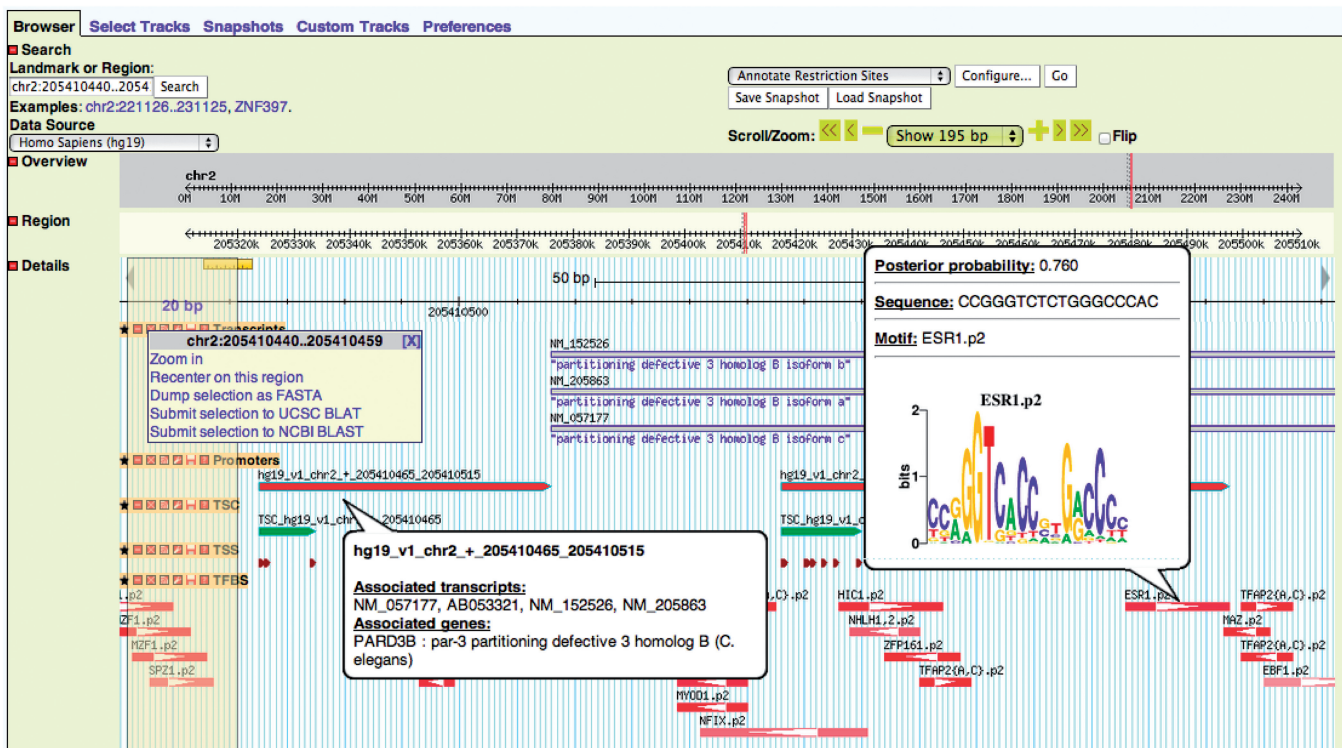 Browser Select Tracks Snapshots Custom Tracks Preferences
Search
Landmark or Region:
chr2:205410440..2054 Search
Examples: chr2:221126..231125, ZNF397.
Data Source
Homo Sapiens (hg19)
Annotate Restriction Sites Configure... Go
Save Snapshot Load Snapshot
Scroll/Zoom: << < Show 195 bp > >> Flip
Overview
chr2
0M 10M 20M 30M 40M 50M 60M 70M 80M 90M 100M 110M 120M 130M 140M 150M 160M 170M 180M 190M 200M 210M 220M 230M 240M
Region
205320k 205330k 205340k 205350k 205360k 205370k 205380k 205390k 205400k 205410k 205420k 205430k 205440k 205450k 205460k 205470k 205480k 205490k 205500k 205510k
Details
50 bp
20 bp
205410500
Transcripts
chr2:205410440..205410459 [X]
Zoom in
Recenter on this region
Dump selection as FASTA
Submit selection to UCSC BLAT
Submit selection to NCBI BLAST
NM_152526
"partitioning defective 3 homolog B isoform b"
NM_205863
"partitioning defective 3 homolog B isoform a"
NM_057177
"partitioning defective 3 homolog B isoform c"
Posterior probability: 0.760
Sequence: CCGGGTCTCTGGGCCCAC
Motif: ESR1.p2
ESR1.p2
bits
2
1
0
Promoters
hg19_v1_chr2_+_205410465_205410515
hg19_v1_chr2_
TSC
TSC_hg19_v1_chr 205410465
TSC_hg19_v1_c
TSS
hg19_v1_chr2_+_205410465_205410515
Associated transcripts:
NM_057177, AB053321, NM_152526, NM_205863
Associated genes:
PARD3B : par-3 partitioning defective 3 homolog B (C.
elegans)
TFBS
1.p2 ,C}.p2 HIC1.p2 ESR1.p2 TFAP2{A,C}.p2
ZF1.p2 NHLH1,2.p2 MAZ.p2
MZF1.p2 ZFP161.p2 TFAP2{A,C}.p2
SPZ1.p2 TFAP2{A,C}.p2 EBF1.p2
MYOD1.p2
NFIX.p2